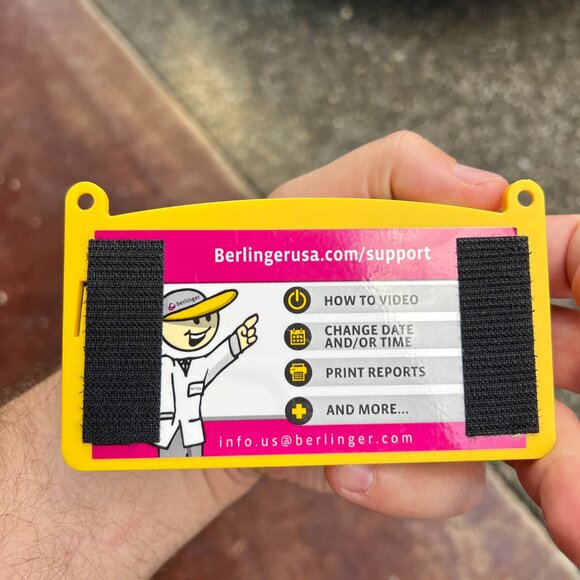 Berlingerusa.com/support
berlinger
HOW TO VIDEO
CHANGE DATE
AND/OR TIME
PRINT REPORTS
AND MORE...
info.us@berlinger.com